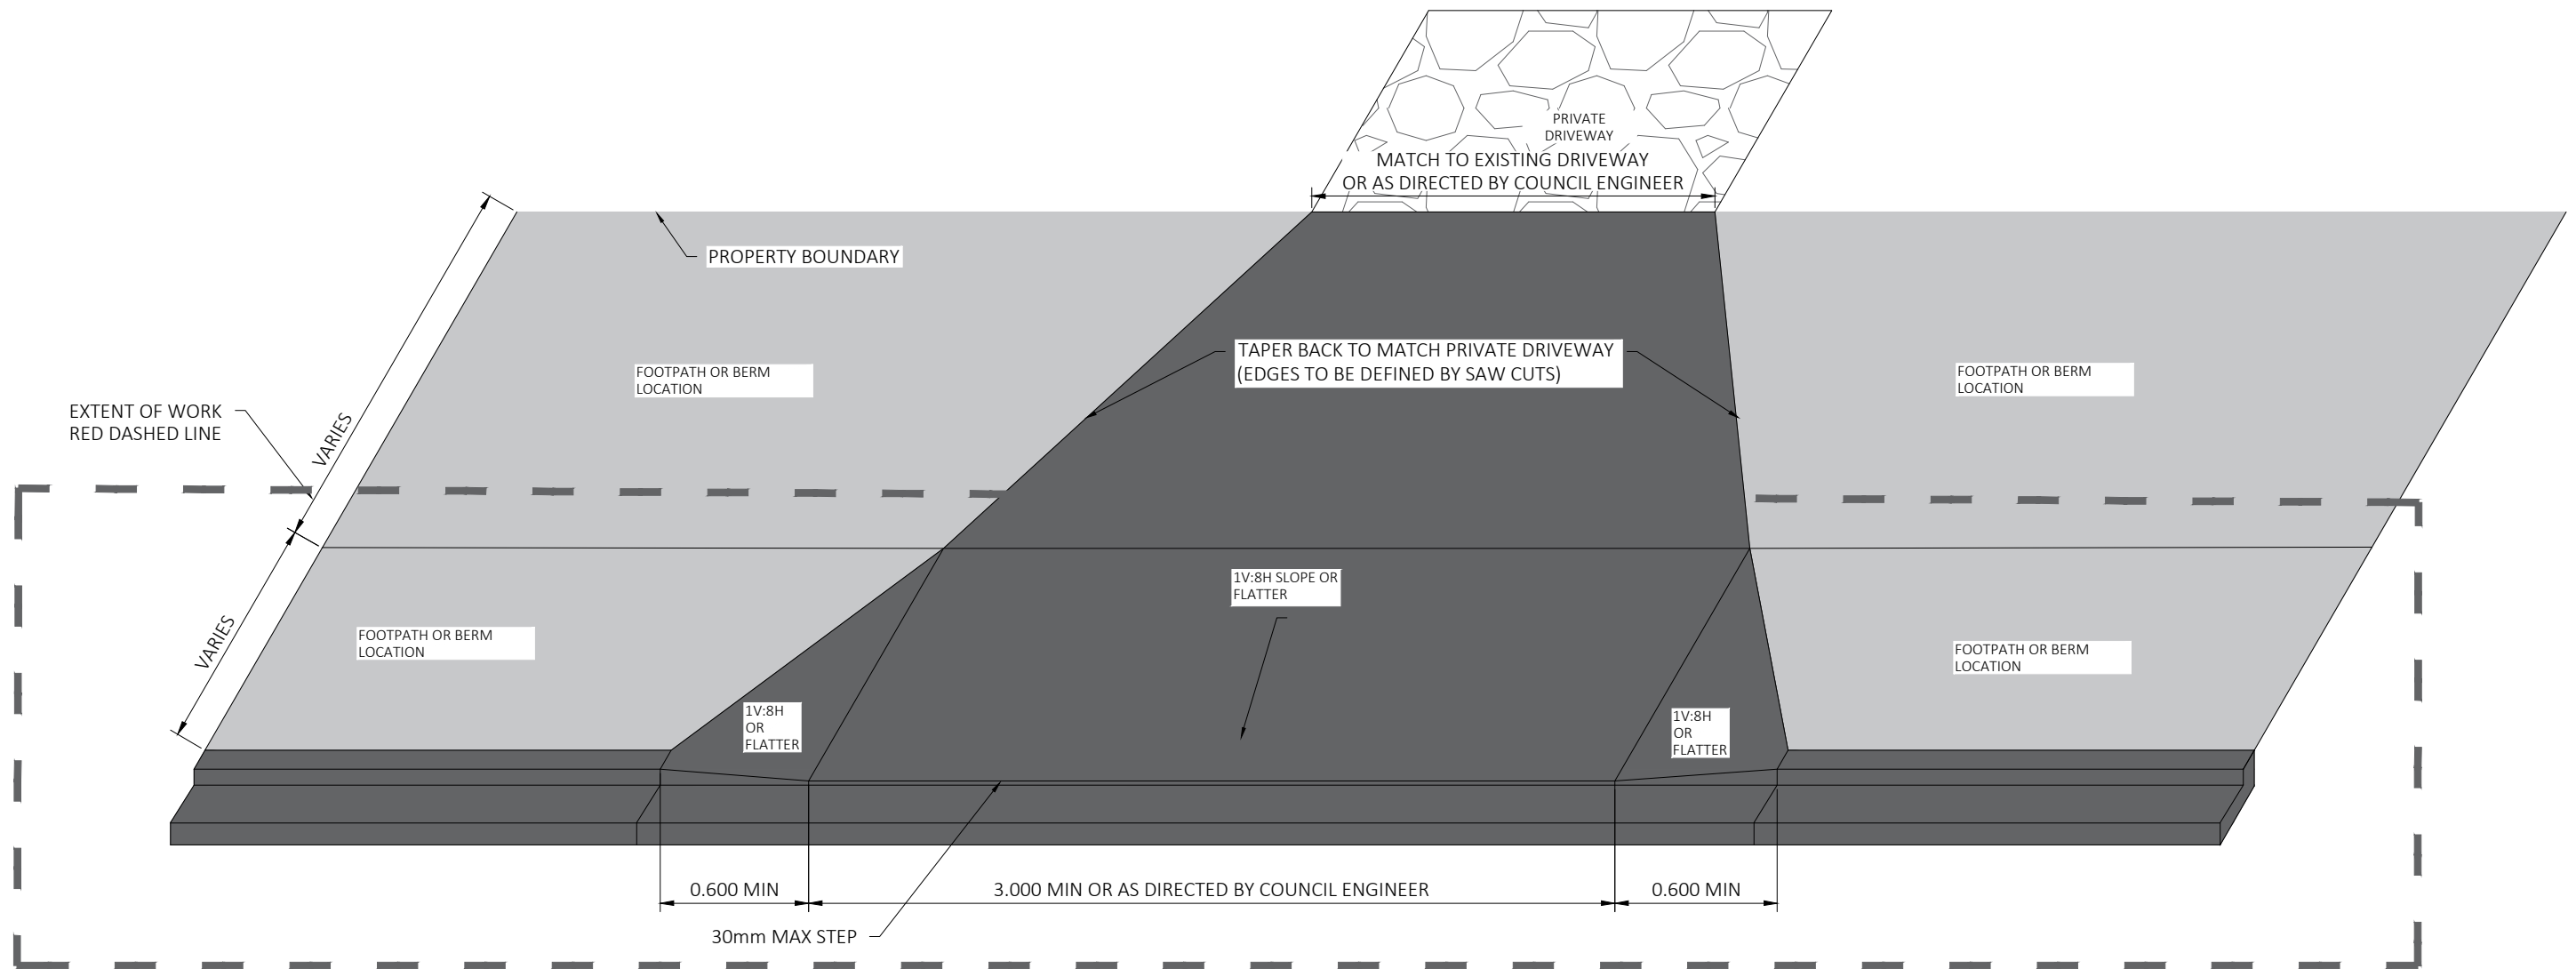 PRIVATE
DRIVEWAY
MATCH TO EXISTING DRIVEWAY
OR AS DIRECTED BY COUNCIL ENGINEER
PROPERTY BOUNDARY
TAPER BACK TO MATCH PRIVATE DRIVEWAY
(EDGES TO BE DEFINED BY SAW CUTS)
FOOTPATH OR BERM
LOCATION
FOOTPATH OR BERM
LOCATION
EXTENT OF WORK
RED DASHED LINE
VARIES
1V:8H SLOPE OR
FLATTER
VARIES
FOOTPATH OR BERM
LOCATION
FOOTPATH OR BERM
LOCATION
1V:8H
OR
FLATTER
1V:8H
OR
FLATTER
0.600 MIN
3.000 MIN OR AS DIRECTED BY COUNCIL ENGINEER
0.600 MIN
30mm MAX STEP